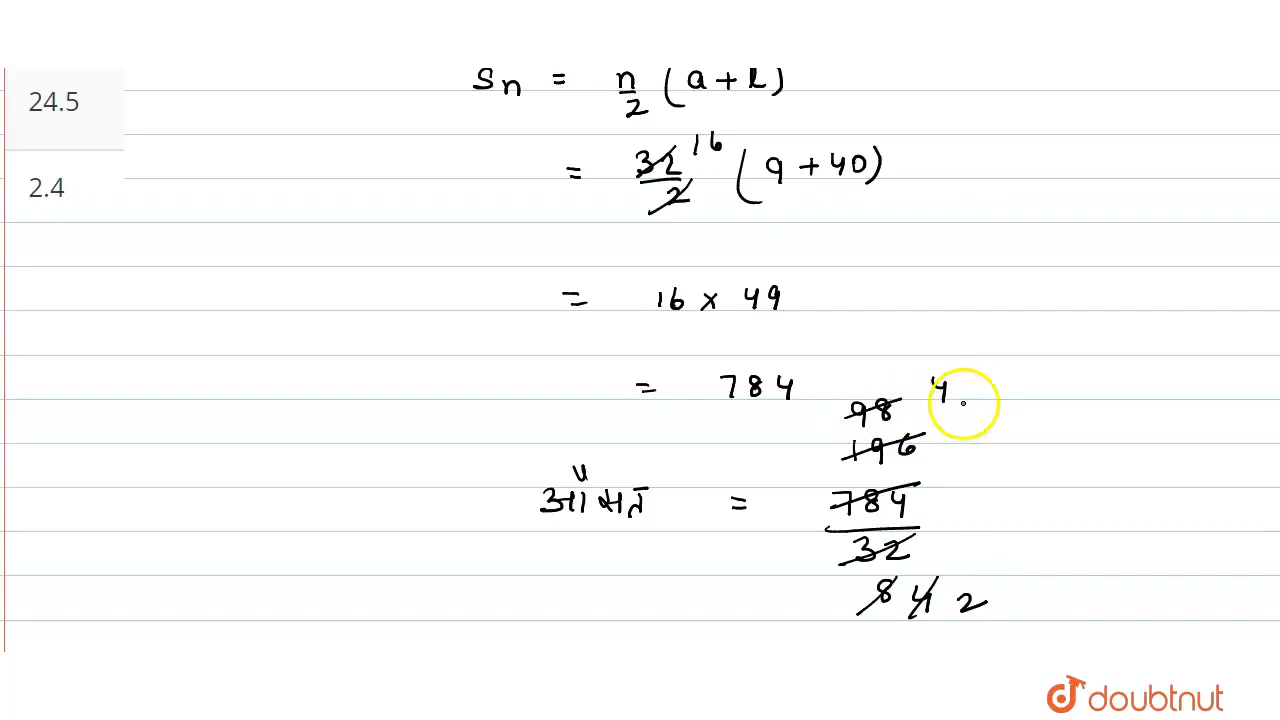 24.5
2.4
Sn = n/2 (a + l)
= 32/2 16 (9 + 40)
= 16 × 49
= 784
98 4
196
औसत = 784/32
8 4 2
doubtnut